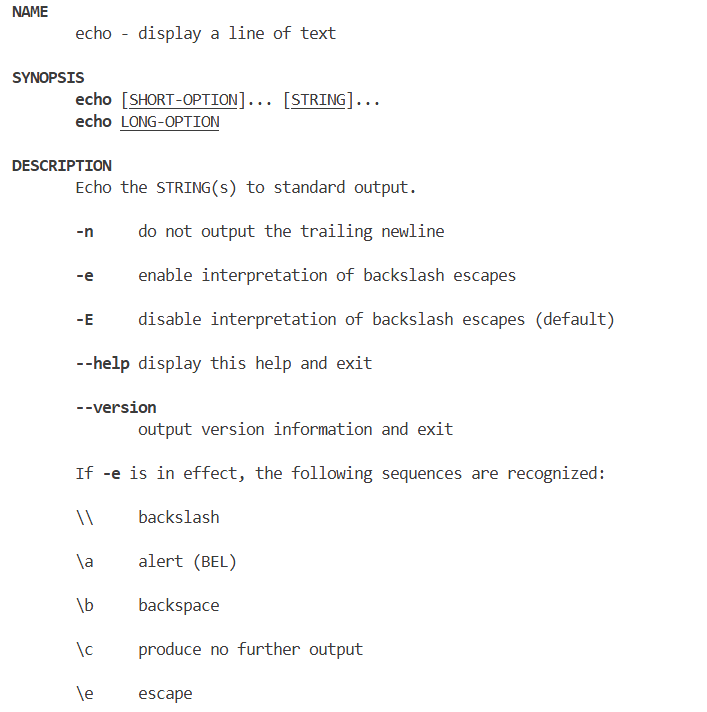 NAME
echo - display a line of text
SYNOPSIS
echo [SHORT-OPTION]... [STRING]...
echo LONG-OPTION
DESCRIPTION
Echo the STRING(s) to standard output.
-n do not output the trailing newline
-e enable interpretation of backslash escapes
-E disable interpretation of backslash escapes (default)
--help display this help and exit
--version
output version information and exit
If -e is in effect, the following sequences are recognized:
\\ backslash
\a alert (BEL)
\b backspace
\c produce no further output
\e escape